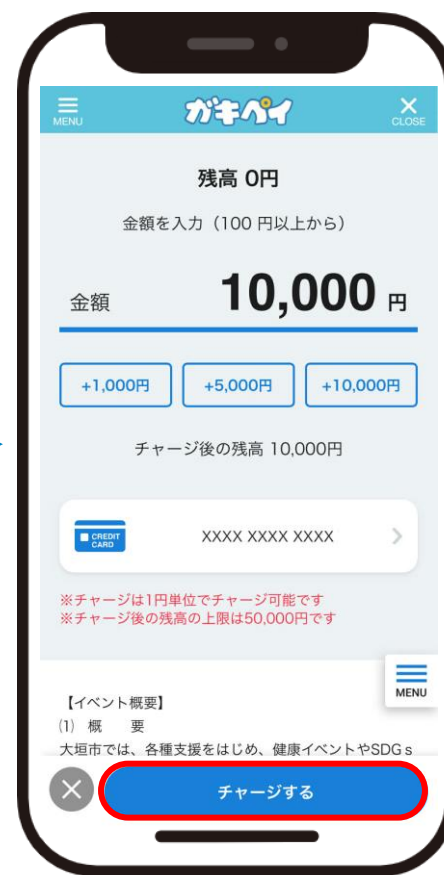 MENU
ガキペイ
CLOSE
残高 0円
金額を入力（100 円以上から）
金額 10,000 円
+1,000円 +5,000円 +10,000円
チャージ後の残高 10,000円
CREDIT
CARD
XXXX XXXX XXXX
※チャージは1円単位でチャージ可能です
※チャージ後の残高の上限は50,000円です
MENU
【イベント概要】
⑴ 概　要
大垣市では、各種支援をはじめ、健康イベントやSDGｓ
チャージする